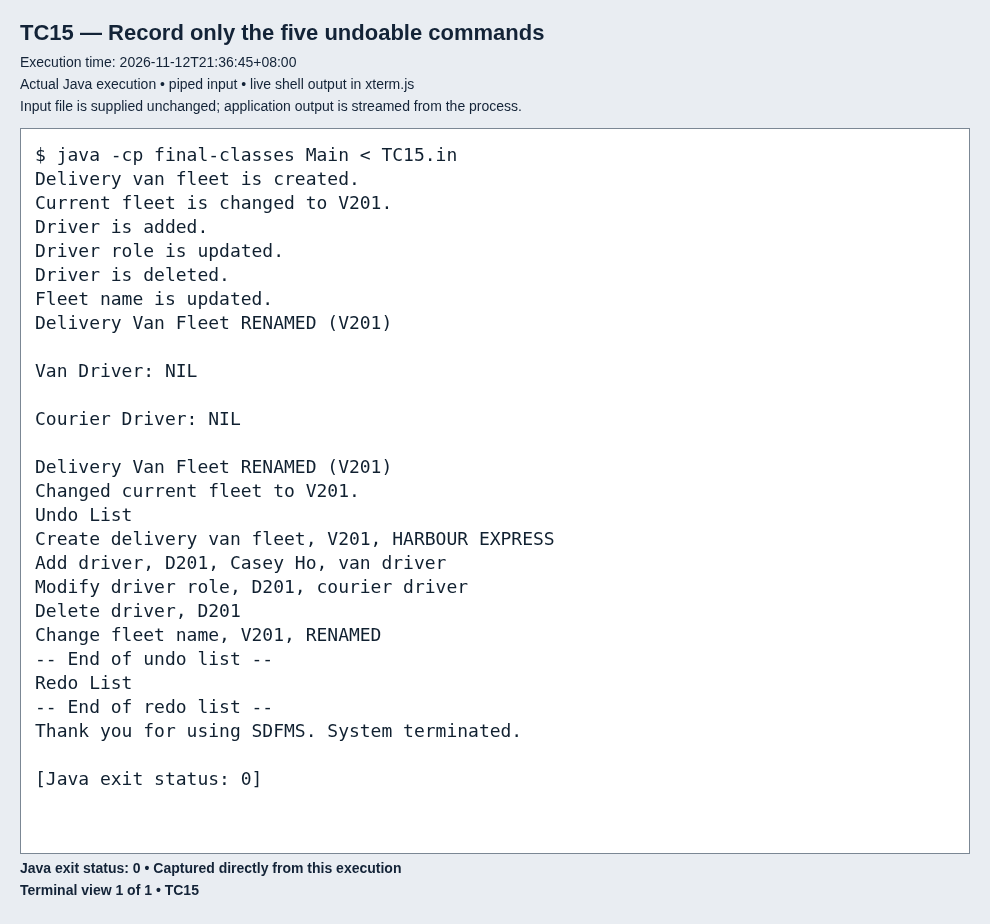 TC15 — Record only the five undoable commands
Execution time: 2026-11-12T21:36:45+08:00
Actual Java execution • piped input • live shell output in xterm.js
Input file is supplied unchanged; application output is streamed from the process.
$ java -cp final-classes Main < TC15.in
Delivery van fleet is created.
Current fleet is changed to V201.
Driver is added.
Driver role is updated.
Driver is deleted.
Fleet name is updated.
Delivery Van Fleet RENAMED (V201)
Van Driver: NIL
Courier Driver: NIL
Delivery Van Fleet RENAMED (V201)
Changed current fleet to V201.
Undo List
Create delivery van fleet, V201, HARBOUR EXPRESS
Add driver, D201, Casey Ho, van driver
Modify driver role, D201, courier driver
Delete driver, D201
Change fleet name, V201, RENAMED
-- End of undo list --
Redo List
-- End of redo list --
Thank you for using SDFMS. System terminated.
[Java exit status: 0]
Java exit status: 0 • Captured directly from this execution
Terminal view 1 of 1 • TC15